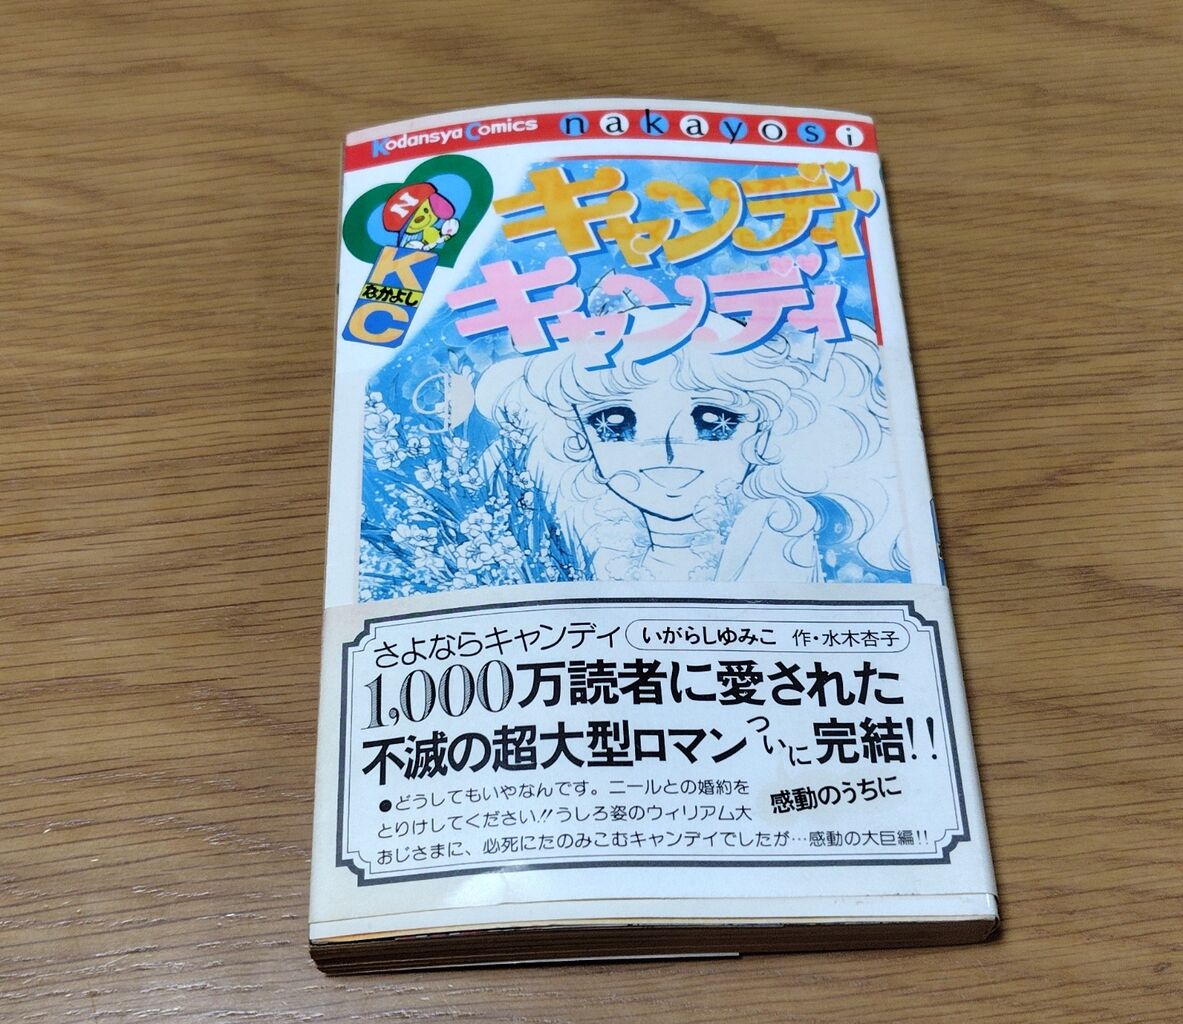 Kodansya Comics nakayosi
N
K
なかよし
C
キャンディ
キャンディ
さよならキャンディ いがらしゆみこ 作・水木杏子
1,000万読者に愛された
不滅の超大型ロマンついに完結!!
感動のうちに
●どうしてもいやなんです。ニールとの婚約を
とりけしてください!!うしろ姿のウィリアム大
おじさまに、必死にたのみこむキャンデイでしたが…感動の大巨編!!